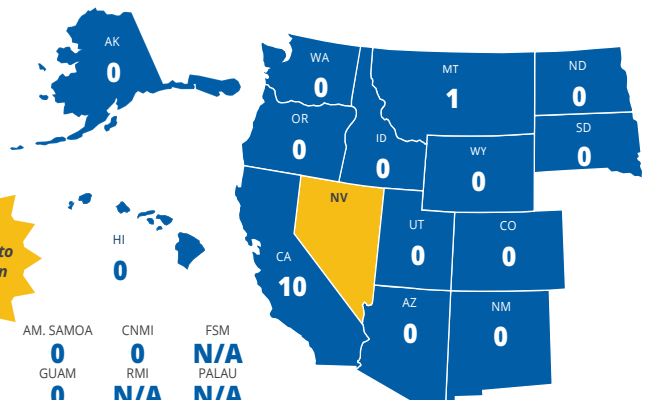 AK
0
WA
0
MT
1
ND
0
OR
0
ID
0
SD
0
WY
0
NV
HI
0
CA
10
UT
0
CO
0
AZ
0
NM
0
to
AM. SAMOA CNMI FSM
0 0 N/A
GUAM RMI PALAU
0 N/A N/A